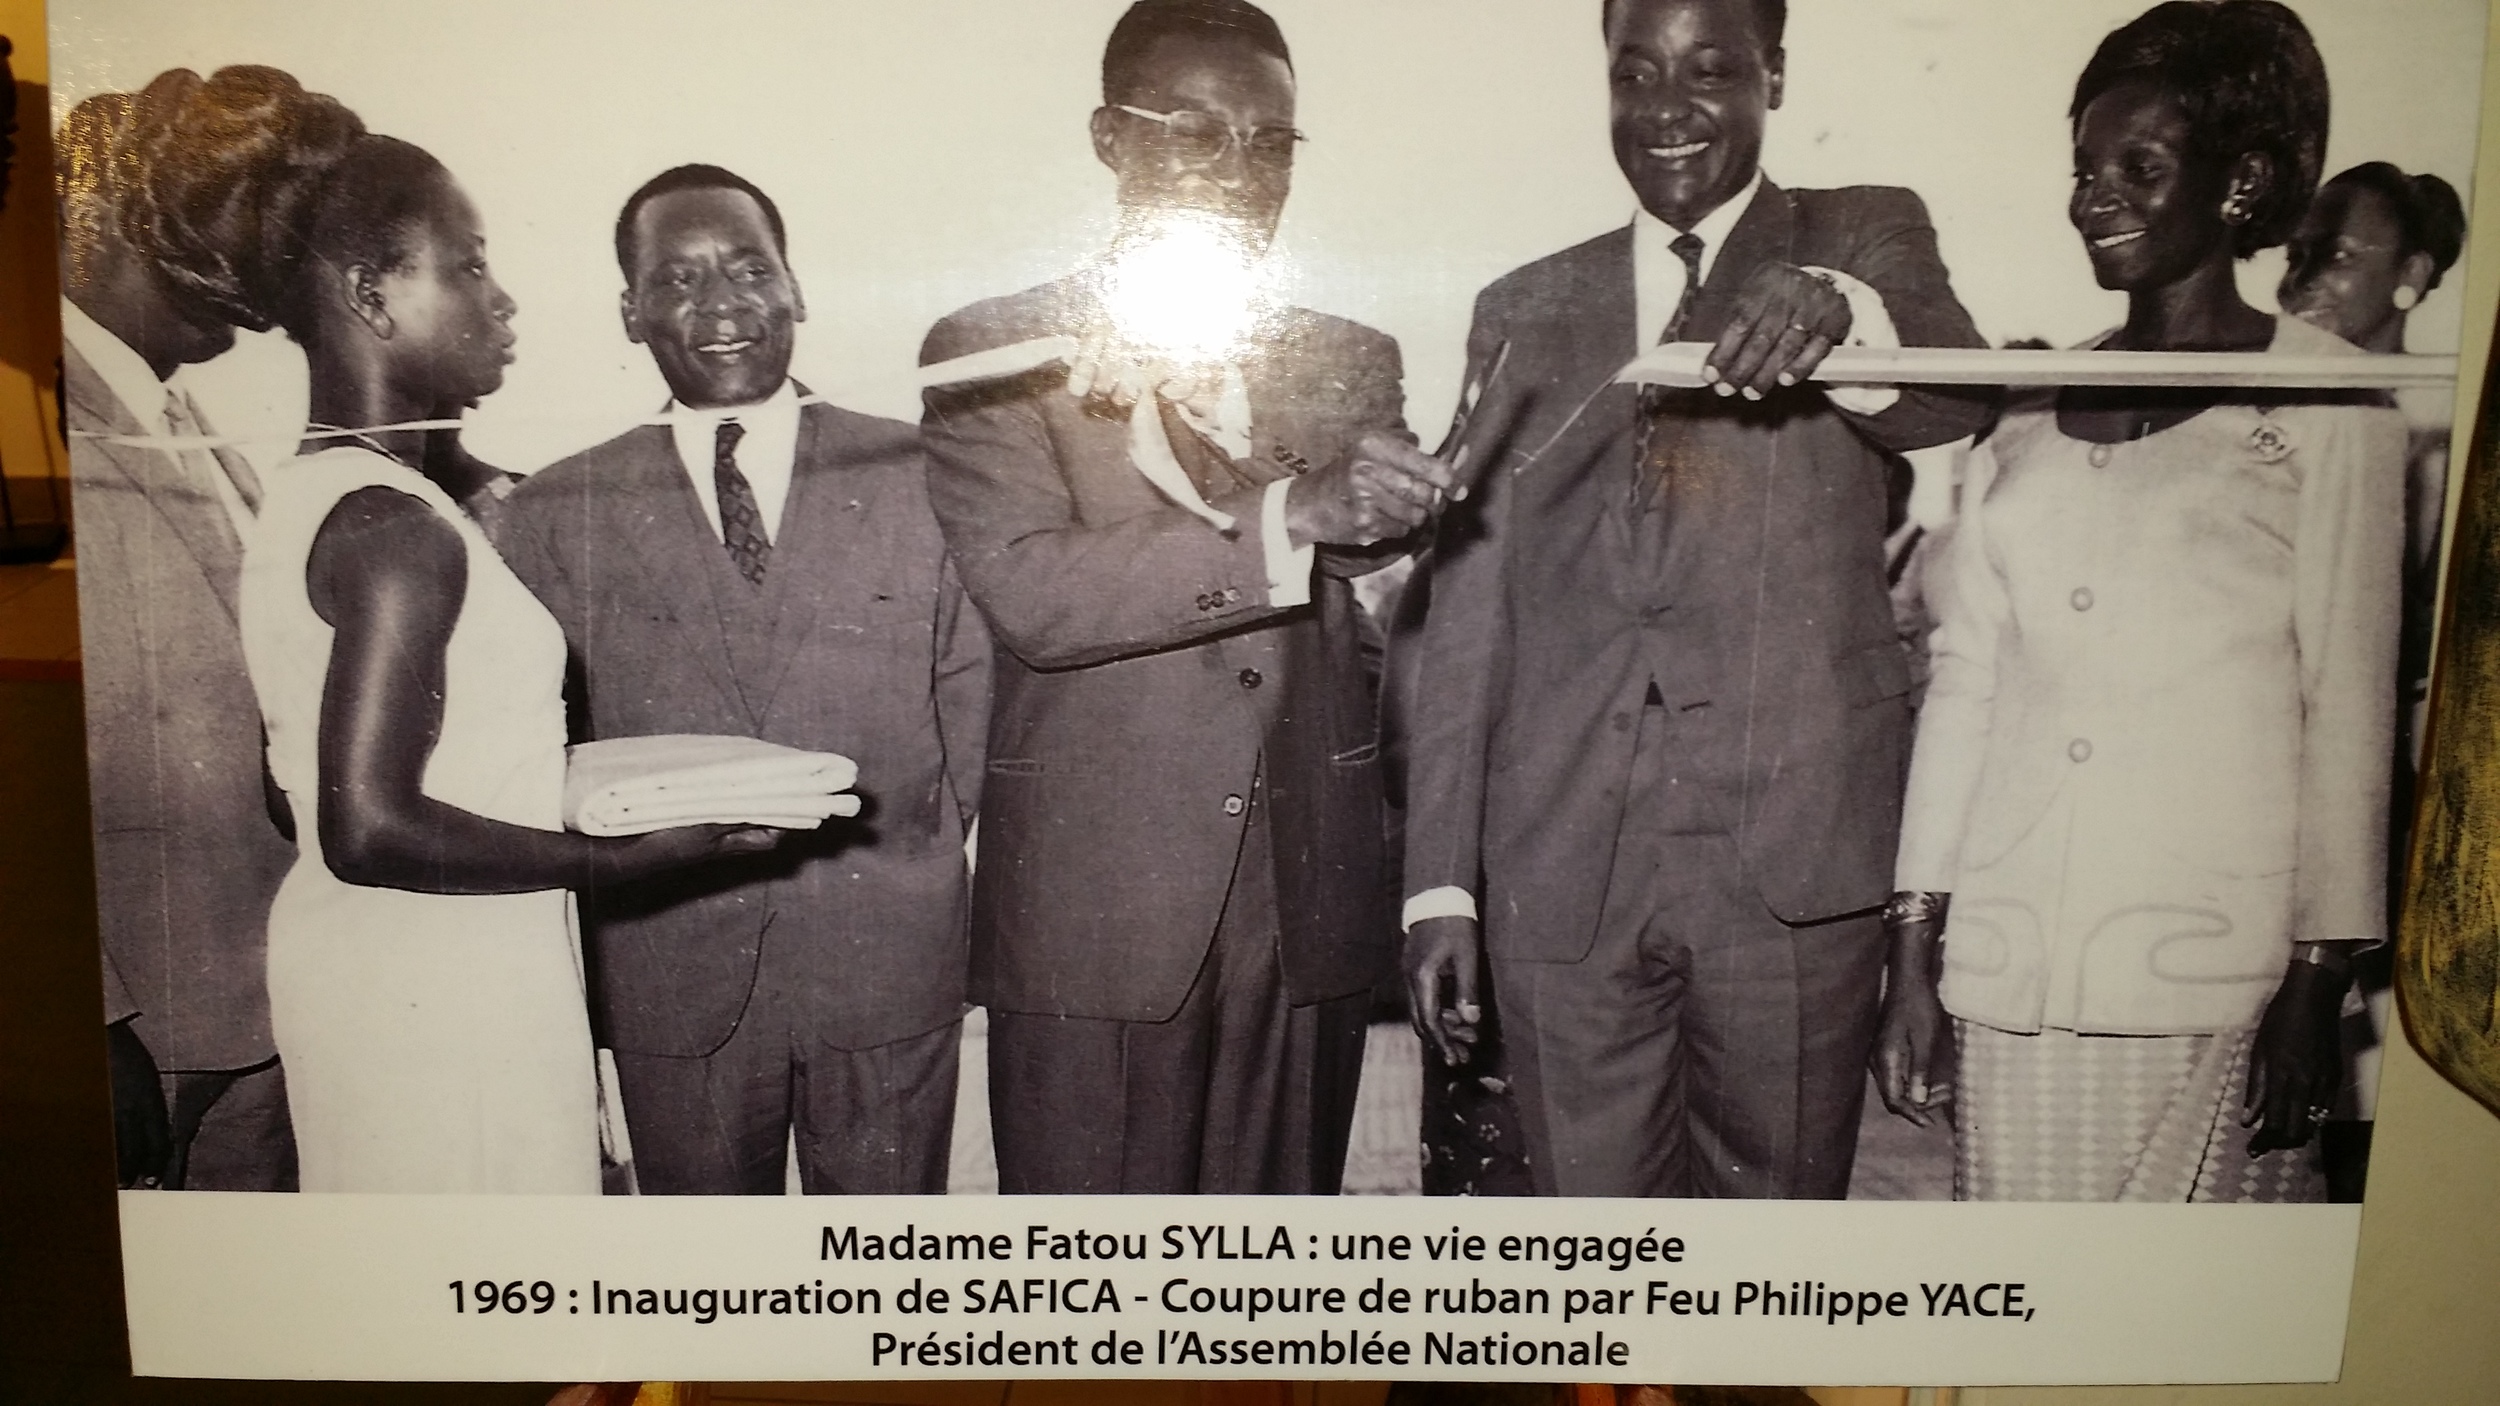 Madame Fatou SYLLA : une vie engagée
1969 : Inauguration de SAFICA - Coupure de ruban par Feu Philippe YACE,
Président de l'Assemblée Nationale